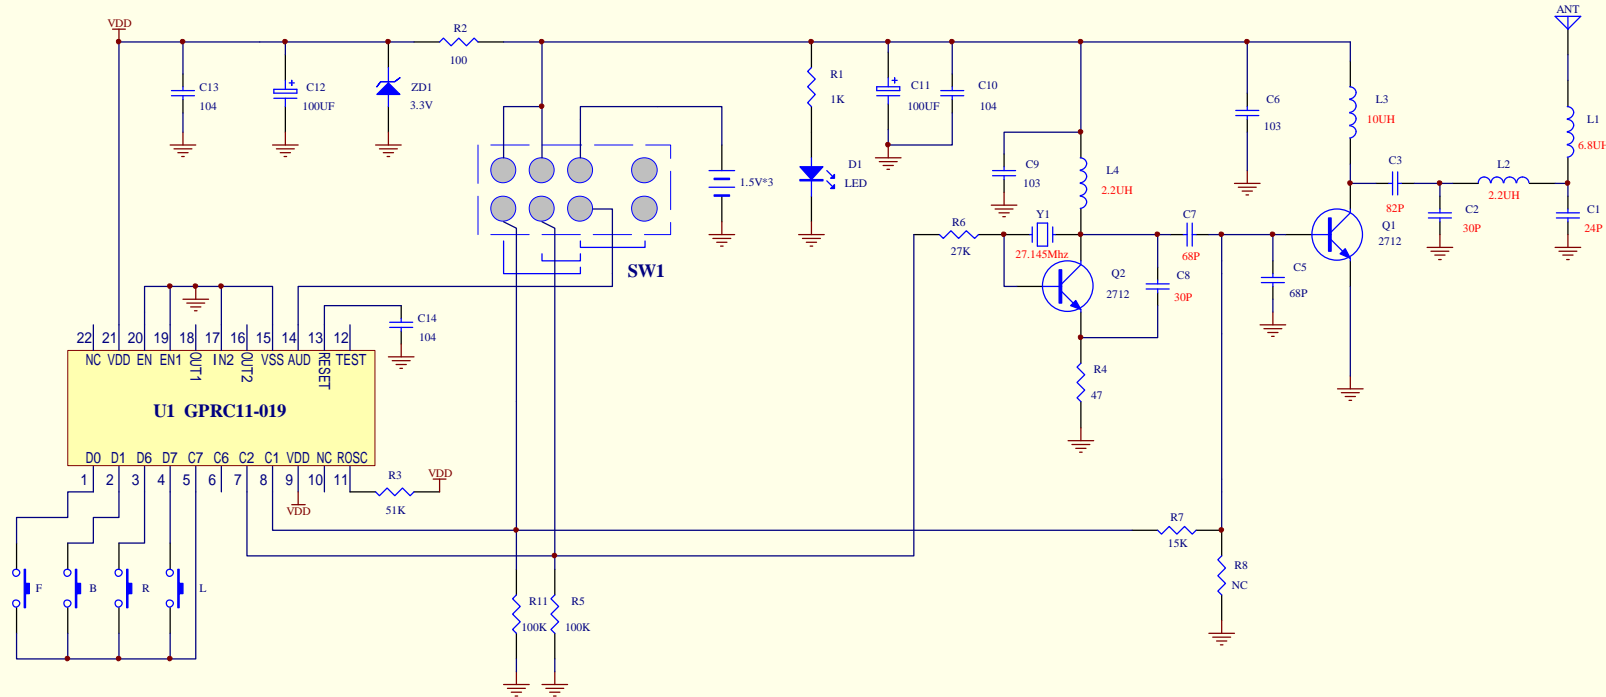 VDD
R2
100
ANT
C13
104
C12
+
100UF
ZD1
3.3V
R1
1K
+
C11
100UF
C10
104
C6
103
L3
10UH
L1
6.8UH
1.5V*3
D1
LED
C9
103
L4
2.2UH
C3
82P
L2
2.2UH
C2
30P
C1
24P
SW1
R6
27K
Y1
27.145Mhz
C7
68P
Q1
2712
Q2
2712
C8
30P
C5
68P
C14
104
R4
47
22 21 20 19 18 17 16 15 14 13 12
NC VDD EN EN1 OUT1 IN2 OUT2 VSS AUD RESET TEST
U1 GPRC11-019
D0 D1 D6 D7 C7 C6 C2 C1 VDD NC ROSC
1 2 3 4 5 6 7 8 9 10 11
R3
51K
VDD
VDD
R7
15K
R8
NC
F
B
R
L
R11
100K
R5
100K